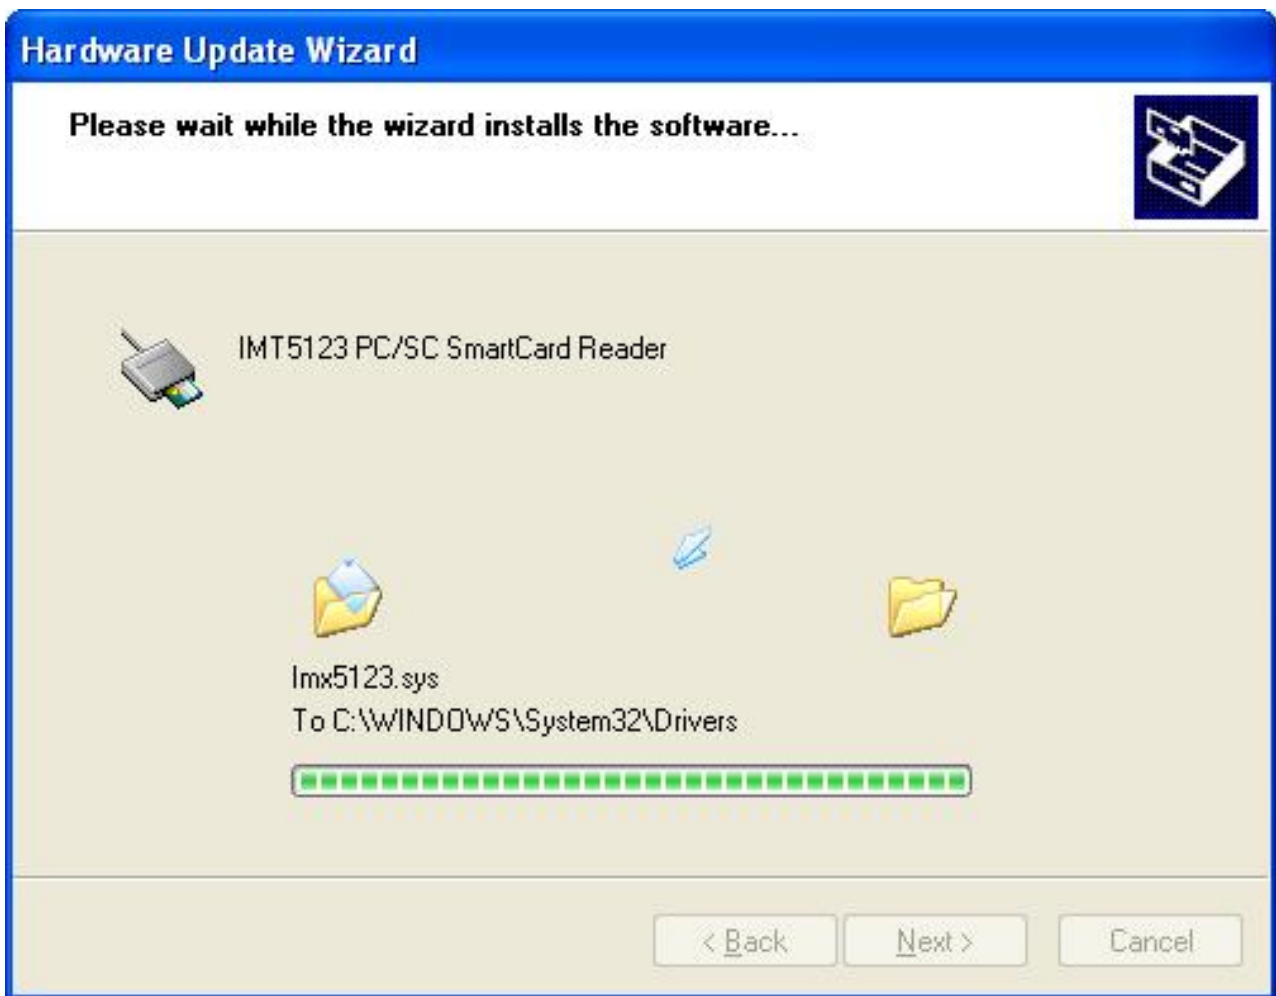 Hardware Update Wizard
Please wait while the wizard installs the software...
IMT5123 PC/SC SmartCard Reader
Imx5123.sys
To C:\WINDOWS\System32\Drivers
< Back
Next >
Cancel